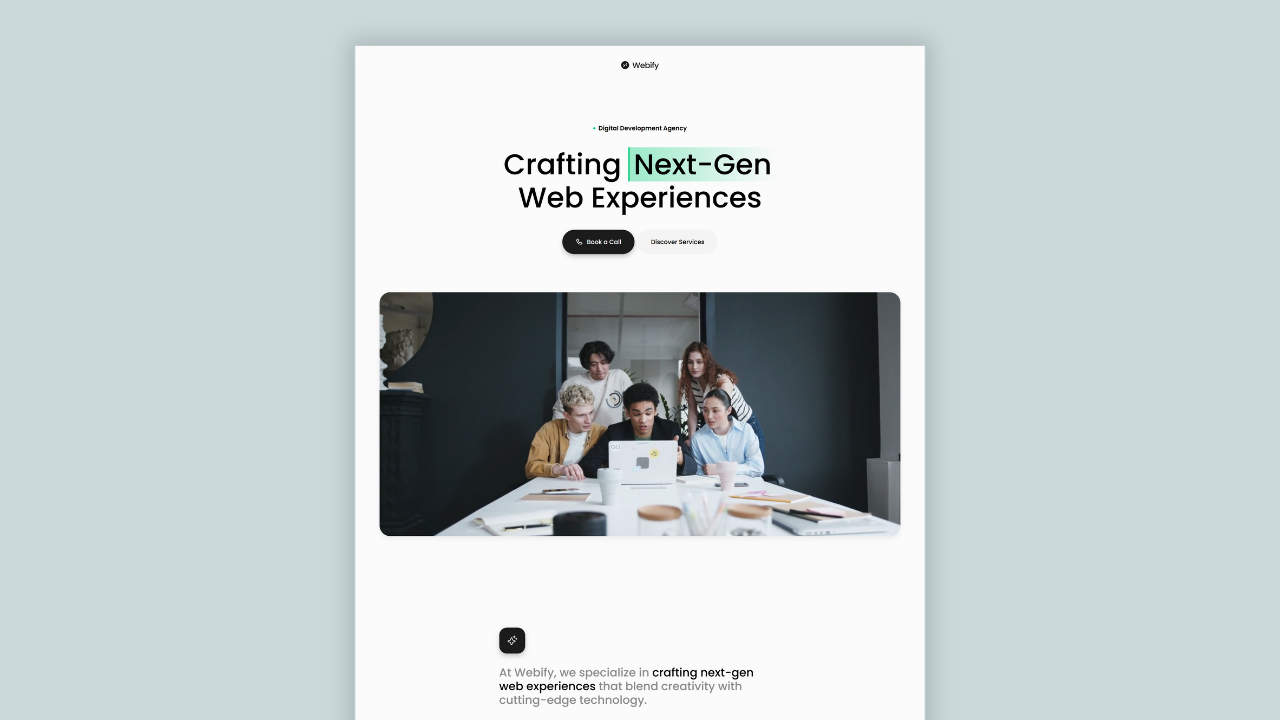 Webify
Digital Development Agency
Crafting Next-Gen
Web Experiences
Book a Call
Discover Services
At Webify, we specialize in crafting next-gen
web experiences that blend creativity with
cutting-edge technology.